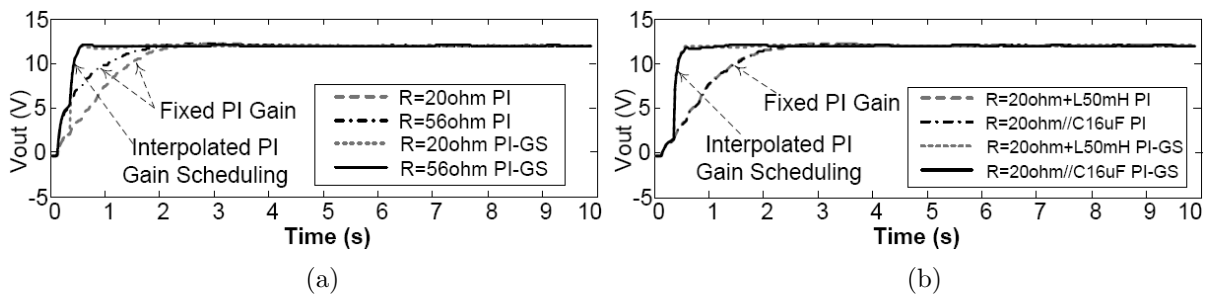 15
10
5
0
-5
Vout (V)
Fixed PI Gain
Interpolated PI
Gain Scheduling
R=20ohm PI
R=56ohm PI
R=20ohm PI-GS
R=56ohm PI-GS
0 1 2 3 4 5 6 7 8 9 10
Time (s)
(a)
15
10
5
0
-5
Vout (V)
Fixed PI Gain
Interpolated PI
Gain Scheduling
R=20ohm+L50mH PI
R=20ohm//C16uF PI
R=20ohm+L50mH PI-GS
R=20ohm//C16uF PI-GS
0 1 2 3 4 5 6 7 8 9 10
Time (s)
(b)